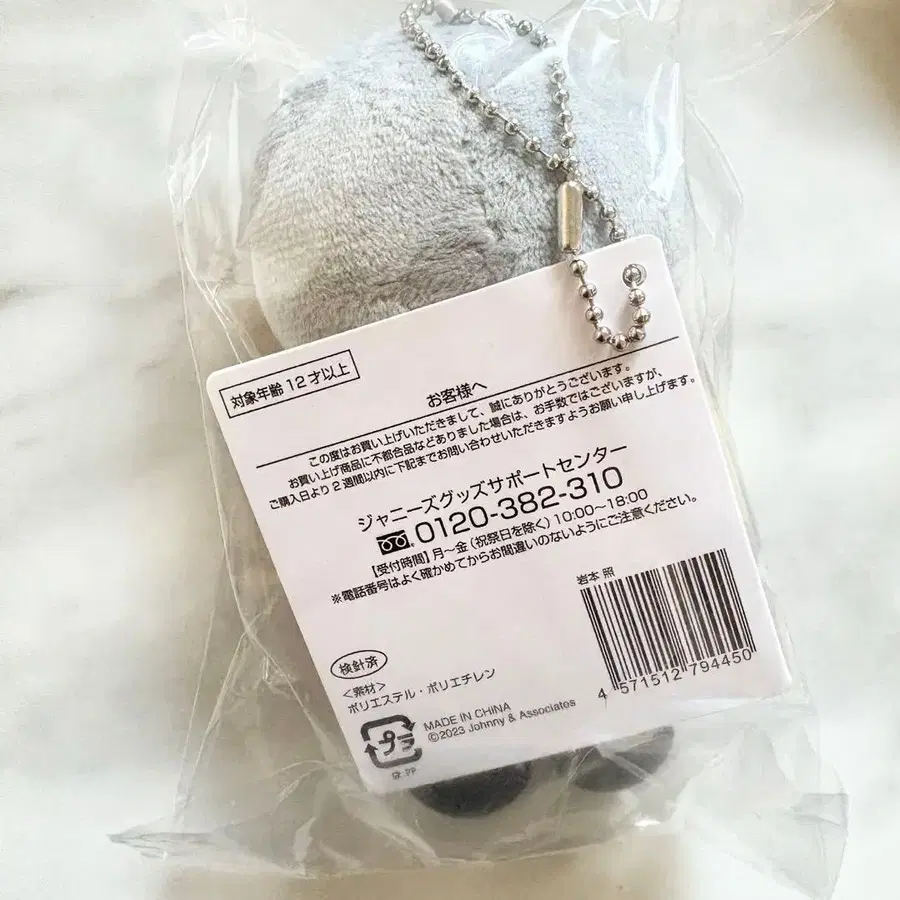 対象年齢12才以上
お客様へ
この度はお買い上げいただきまして、誠にありがとうございます。
お買い上げ商品に不都合品などありました場合は、お手数ではございますが、
ご購入日より2週間以内に下記までお問い合わせいただきますようお願い申し上げます。
ジャニーズグッズサポートセンター
0120-382-310
【受付時間】月〜金（祝祭日を除く）10:00〜18:00
※電話番号はよく確かめてからお間違いのないようにご注意ください。
岩本 照
4 571512 794450
検針済
<素材>
ポリエステル・ポリエチレン
プラ
袋:PP
MADE IN CHINA
©2023 Johnny & Associates